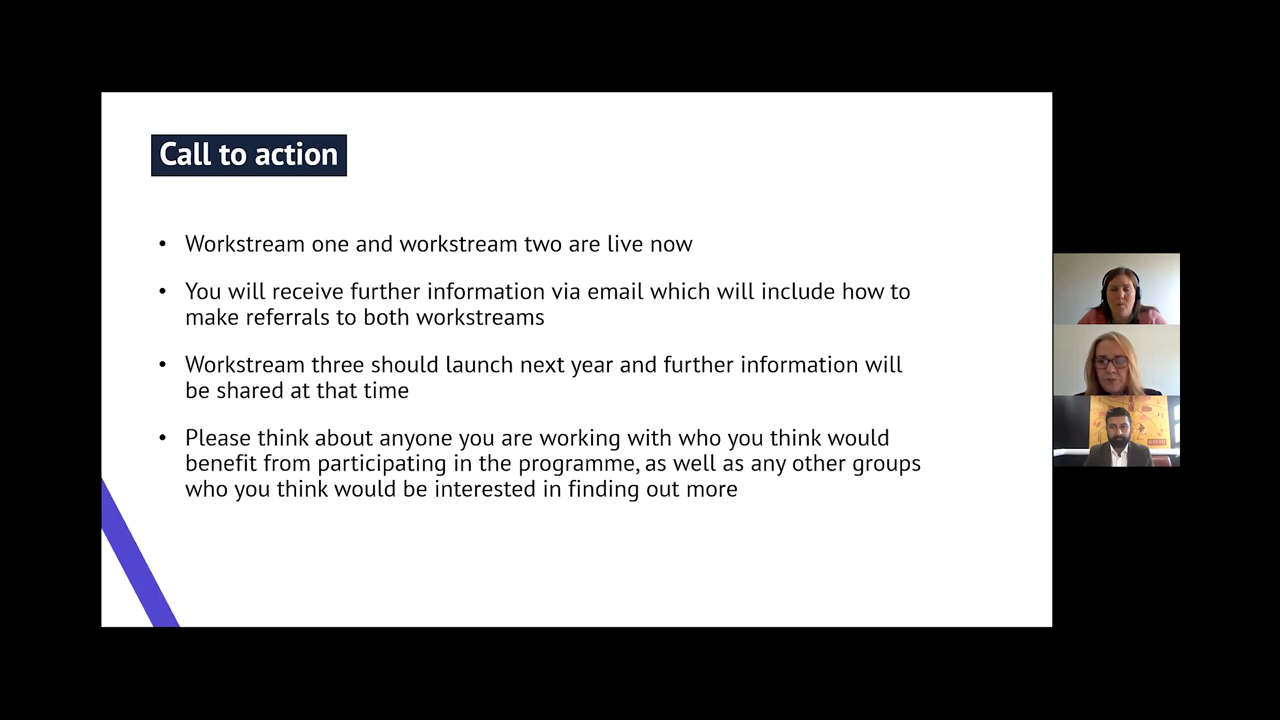 Call to action
• Workstream one and workstream two are live now
• You will receive further information via email which will include how to
make referrals to both workstreams
• Workstream three should launch next year and further information will
be shared at that time
• Please think about anyone you are working with who you think would
benefit from participating in the programme, as well as any other groups
who you think would be interested in finding out more